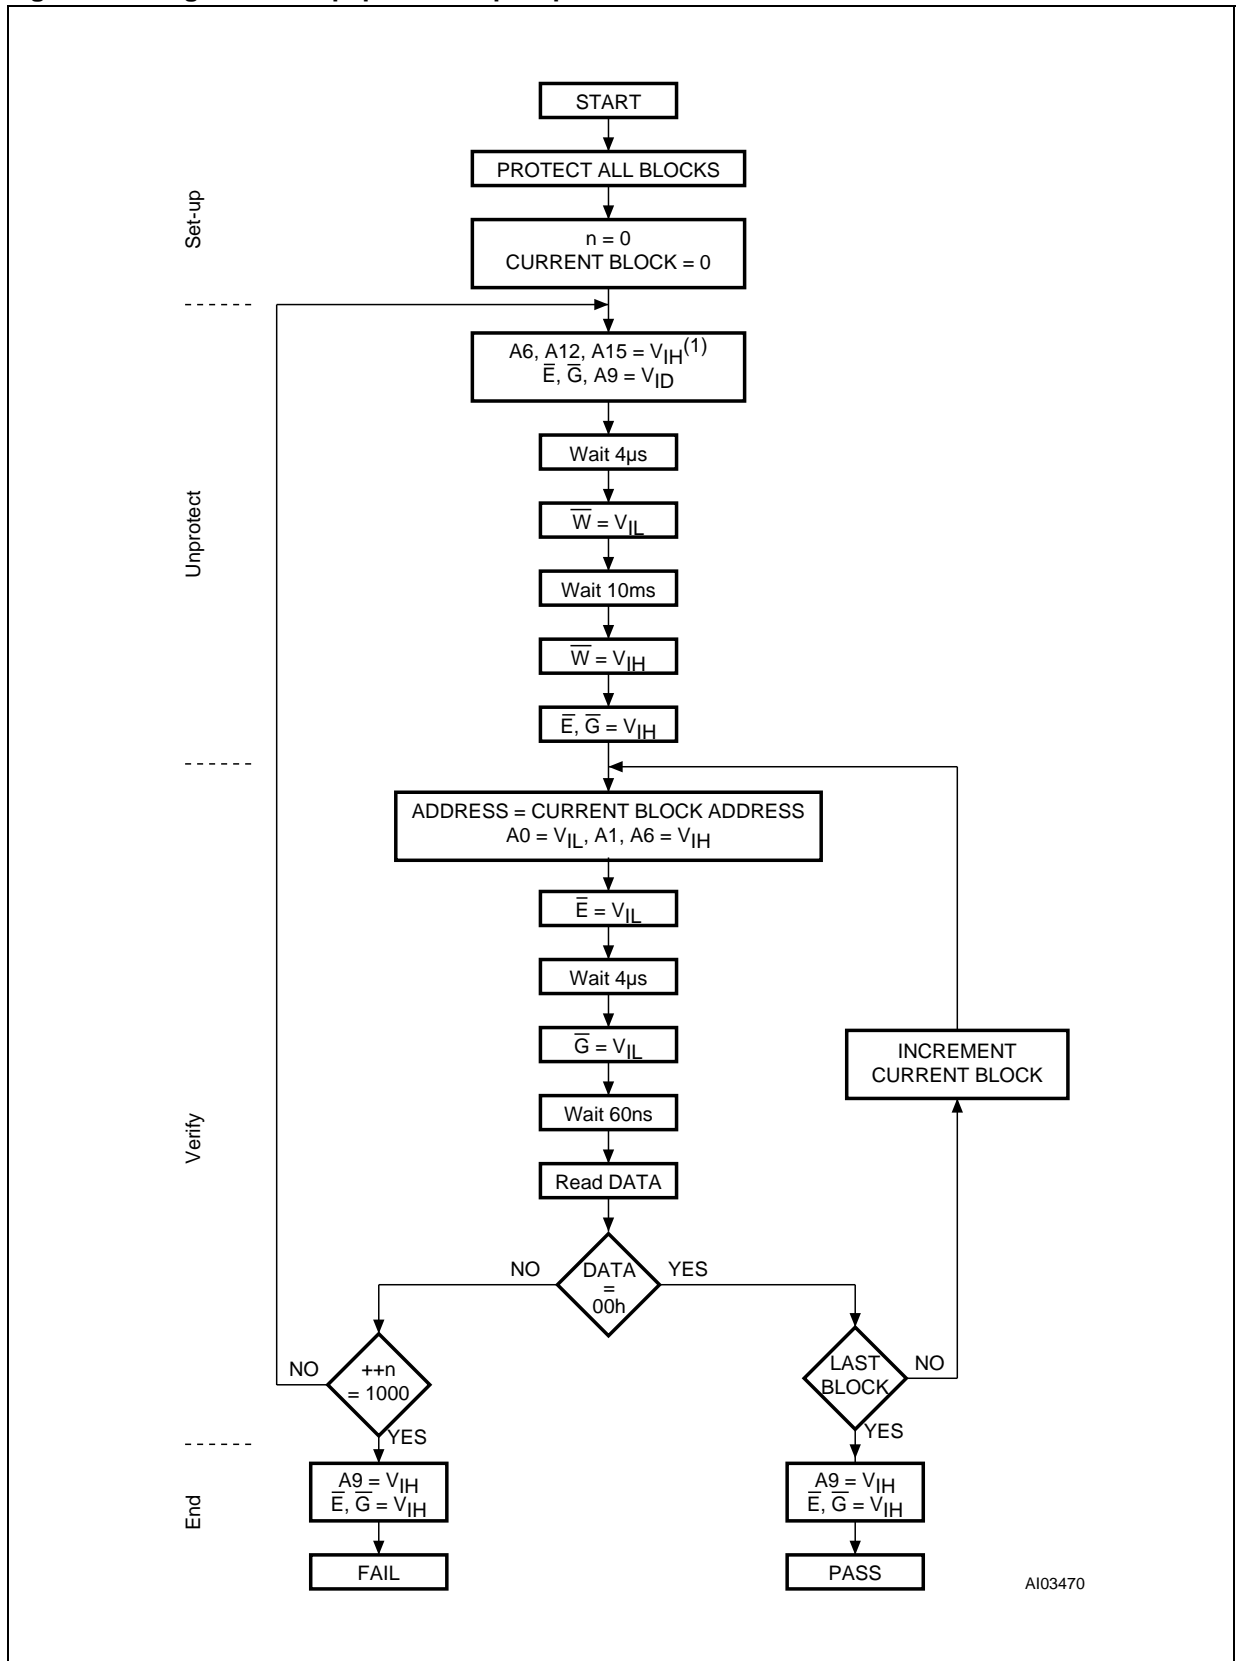 START
PROTECT ALL BLOCKS
Set-up
n = 0
CURRENT BLOCK = 0
A6, A12, A15 = VIH(1)
E̅, G̅, A9 = VID
Wait 4µs
W̅ = VIL
Unprotect
Wait 10ms
W̅ = VIH
E̅, G̅ = VIH
ADDRESS = CURRENT BLOCK ADDRESS
A0 = VIL, A1, A6 = VIH
E̅ = VIL
Wait 4µs
G̅ = VIL
INCREMENT
CURRENT BLOCK
Wait 60ns
Verify
Read DATA
NO
DATA
=
00h
YES
NO
++n
= 1000
YES
LAST
BLOCK
NO
YES
End
A9 = VIH
E̅, G̅ = VIH
A9 = VIH
E̅, G̅ = VIH
FAIL
PASS
AI03470